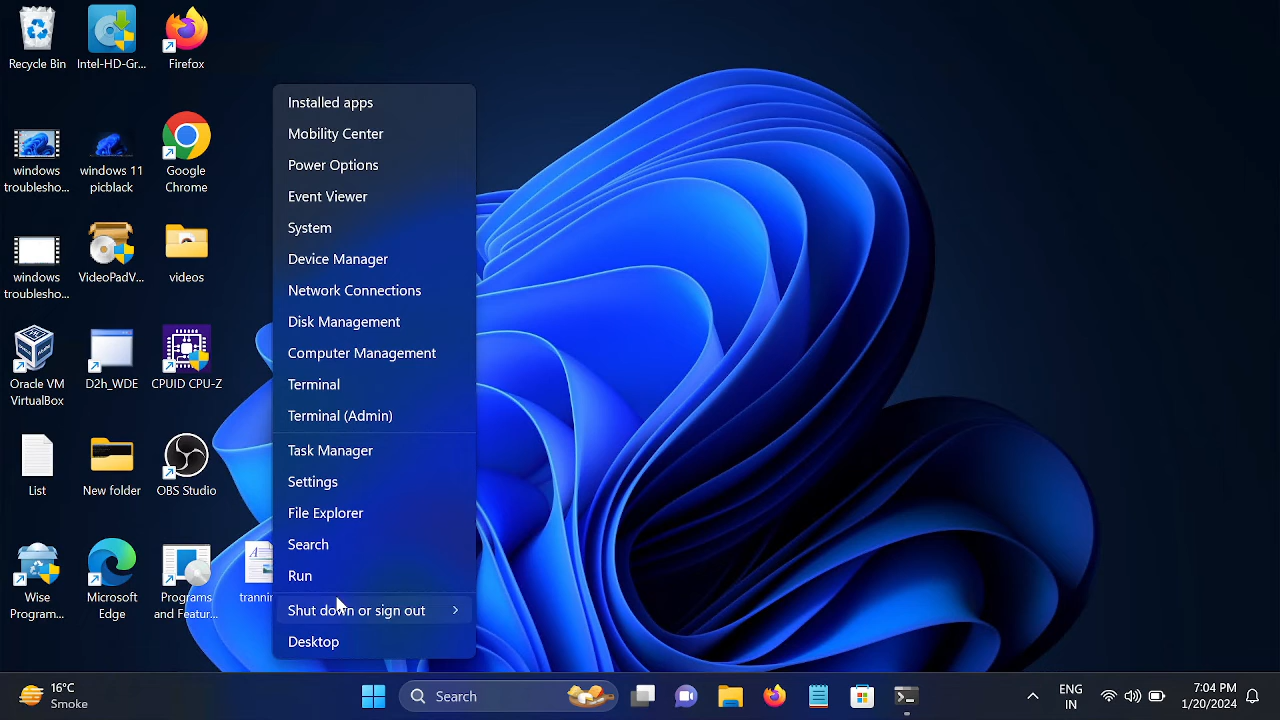 Recycle Bin
Intel-HD-Gr...
Firefox
windows
troublesho...
windows 11
picblack
Google
Chrome
windows
troublesho...
VideoPadV...
videos
Oracle VM
VirtualBox
D2h_WDE
CPUID CPU-Z
List
New folder
OBS Studio
Wise
Program...
Microsoft
Edge
Programs
and Featur...
trannin
Installed apps
Mobility Center
Power Options
Event Viewer
System
Device Manager
Network Connections
Disk Management
Computer Management
Terminal
Terminal (Admin)
Task Manager
Settings
File Explorer
Search
Run
Shut down or sign out
Desktop
16°C
Smoke
Search
ENG
IN
7:04 PM
1/20/2024